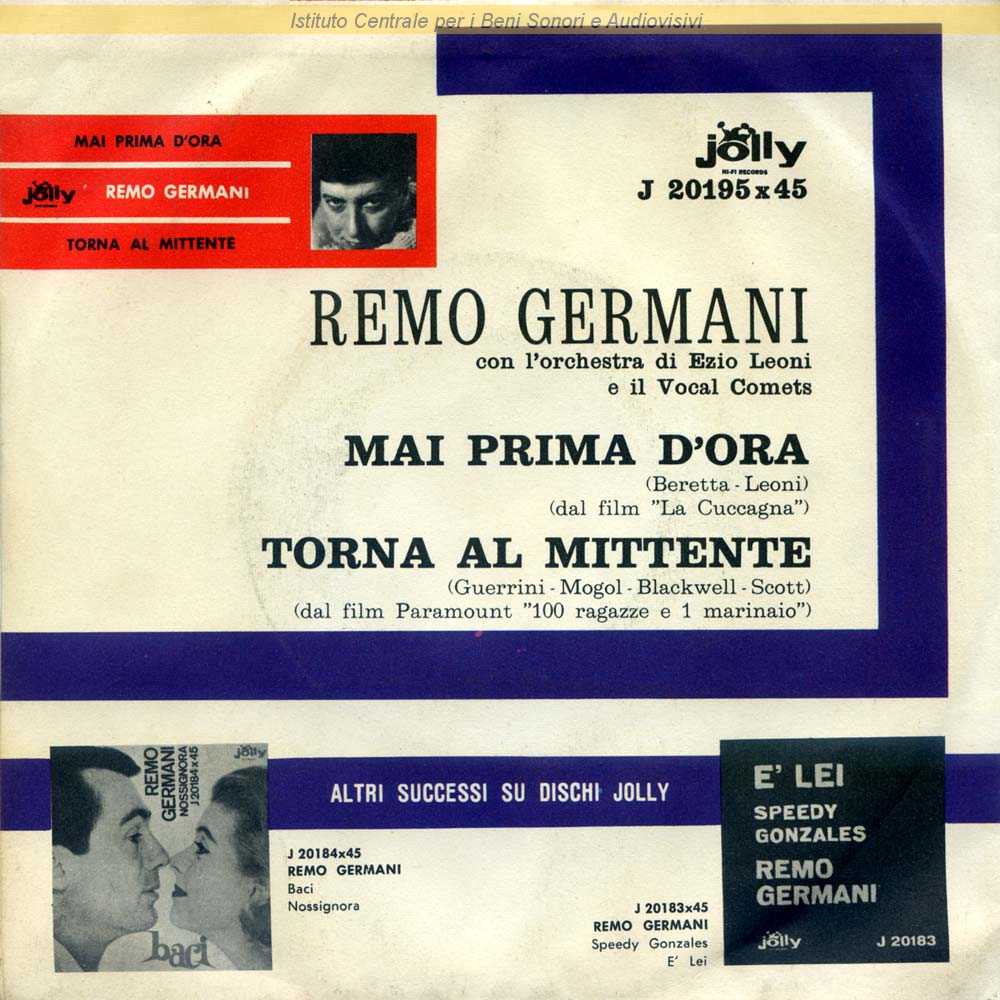 Istituto Centrale per i Beni Sonori e Audiovisivi
MAI PRIMA D'ORA
jolly REMO GERMANI
TORNA AL MITTENTE
jolly
HI-FI RECORDS
J 20195x45
REMO GERMANI
con l'orchestra di Ezio Leoni
e il Vocal Comets
MAI PRIMA D'ORA
(Beretta - Leoni)
(dal film "La Cuccagna")
TORNA AL MITTENTE
(Guerrini - Mogol - Blackwell - Scott)
(dal film Paramount "100 ragazze e 1 marinaio")
ALTRI SUCCESSI SU DISCHI JOLLY
REMO
GERMANI
NOSSIGNORA
J 20184x45
jolly
baci
J 20184x45
REMO GERMANI
Baci
Nossignora
J 20183x45
REMO GERMANI
Speedy Gonzales
E' Lei
E' LEI
SPEEDY
GONZALES
REMO
GERMANI
jolly J 20183